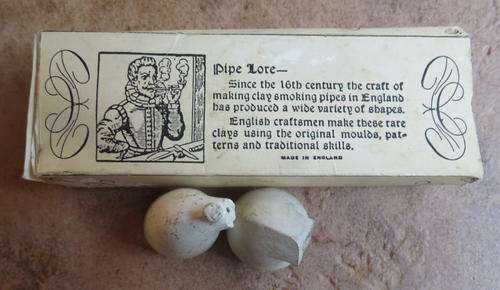 Pipe Lore—
Since the 16th century the craft of
making clay smoking pipes in England
has produced a wide variety of shapes.
English craftsmen make these rare
clays using the original moulds, pat-
terns and traditional skills.
MADE IN ENGLAND